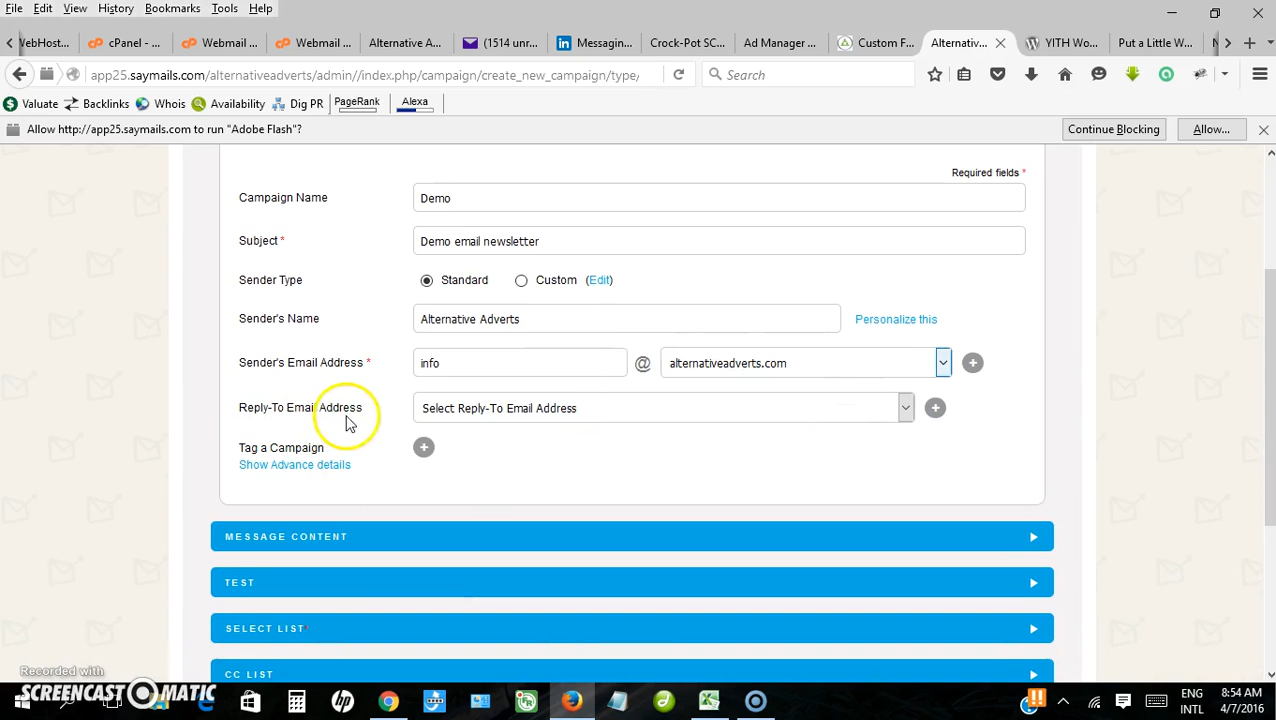 File Edit View History Bookmarks Tools Help
WebHost... cPanel - ... Webmail ... Webmail ... Alternative A... (1514 unr... Messagin... Crock-Pot SC... Ad Manager ... Custom F... Alternativ... YITH Wo... Put a Little W...
app25.saymails.com/alternativeadverts/admin//index.php/campaign/create_new_campaign/type/ Search
Valuate Backlinks Whois Availability Dig PR PageRank Alexa
Allow http://app25.saymails.com to run "Adobe Flash"? Continue Blocking Allow...
Required fields *
Campaign Name Demo
Subject * Demo email newsletter
Sender Type Standard Custom (Edit)
Sender's Name Alternative Adverts Personalize this
Sender's Email Address * info @ alternativeadverts.com
Reply-To Email Address Select Reply-To Email Address
Tag a Campaign
Show Advance details
MESSAGE CONTENT
TEST
SELECT LIST*
CC LIST
Recorded with
SCREENCAST MATIC
ENG 8:54 AM
INTL 4/7/2016